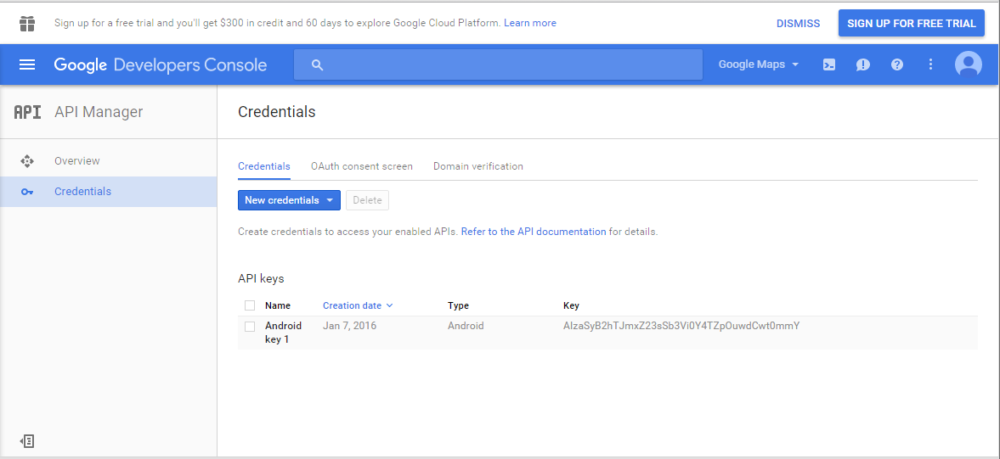 Sign up for a free trial and you'll get $300 in credit and 60 days to explore Google Cloud Platform. Learn more
DISMISS
SIGN UP FOR FREE TRIAL
Google Developers Console
Google Maps
API API Manager
Credentials
Overview
Credentials
Credentials OAuth consent screen Domain verification
New credentials Delete
Create credentials to access your enabled APIs. Refer to the API documentation for details.
API keys
Name Creation date Type Key
Android Jan 7, 2016 Android AIzaSyB2hTJmxZ23sSb3Vi0Y4TZpOuwdCwt0mmY
key 1